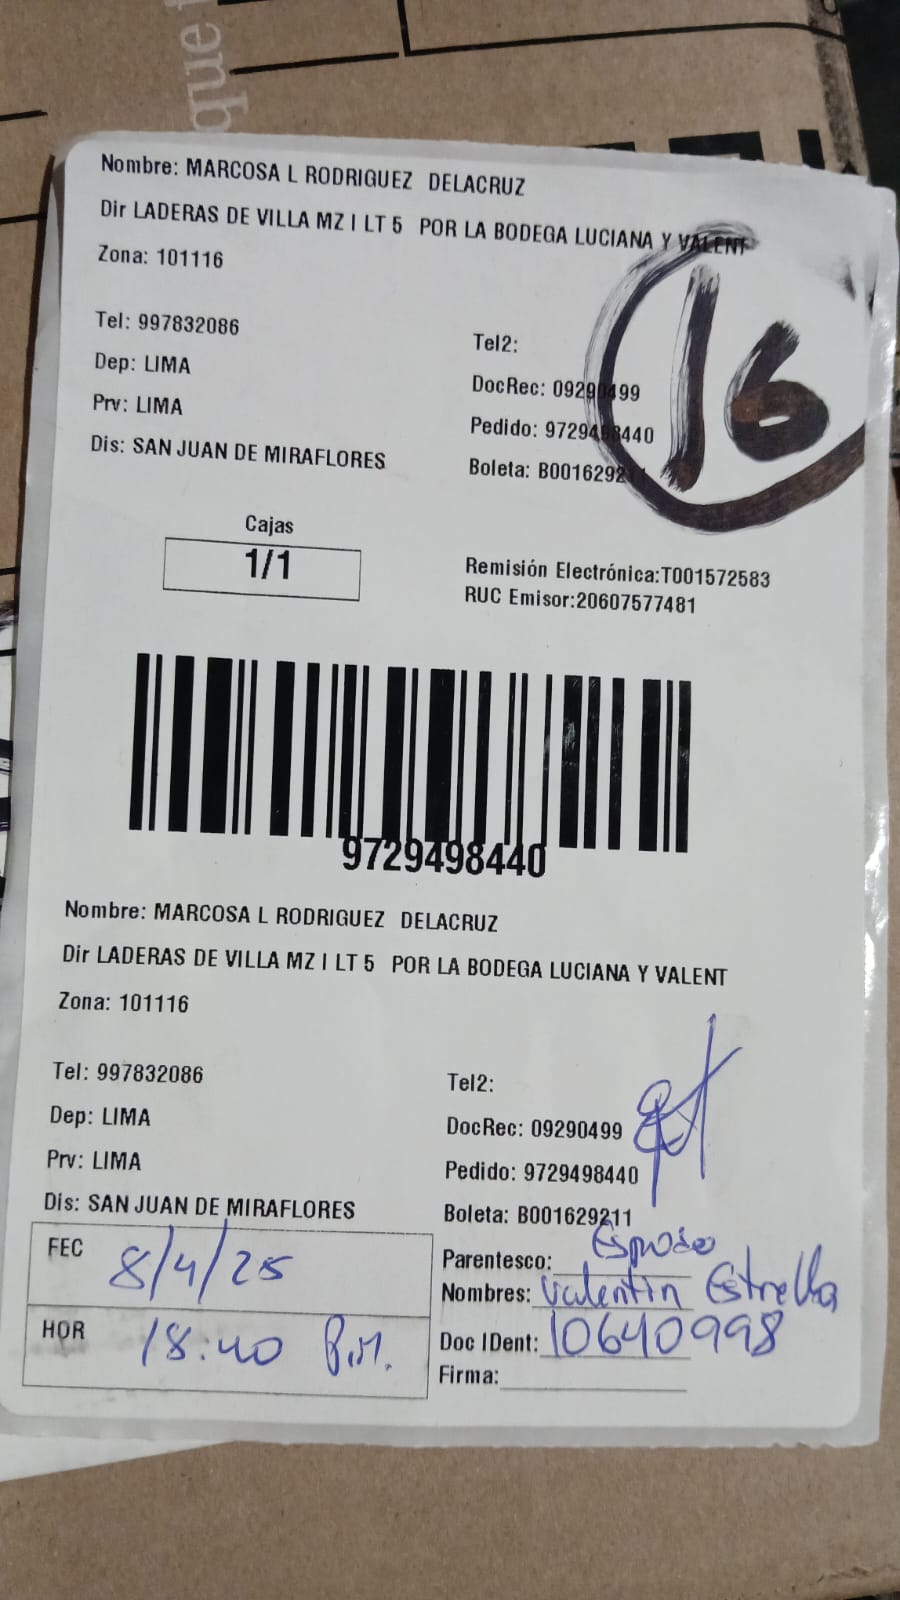 que
Nombre: MARCOSA L RODRIGUEZ DELACRUZ
Dir LADERAS DE VILLA MZ I LT 5 POR LA BODEGA LUCIANA Y VALENT
Zona: 101116
16
Tel: 997832086
Tel2:
Dep: LIMA
DocRec: 09290499
Prv: LIMA
Pedido: 9729498440
Dis: SAN JUAN DE MIRAFLORES
Boleta: B001629211
Cajas
1/1
Remisión Electrónica:T001572583
RUC Emisor:20607577481
9729498440
Nombre: MARCOSA L RODRIGUEZ DELACRUZ
Dir LADERAS DE VILLA MZ I LT 5 POR LA BODEGA LUCIANA Y VALENT
Zona: 101116
Tel: 997832086
Tel2:
Dep: LIMA
DocRec: 09290499
Prv: LIMA
Pedido: 9729498440
Dis: SAN JUAN DE MIRAFLORES
Boleta: B001629211
FEC 8/4/25
Parentesco: Esposo
Nombres: Valentin Estrella
HOR 18:40 P.M.
Doc IDent: 10640998
Firma: